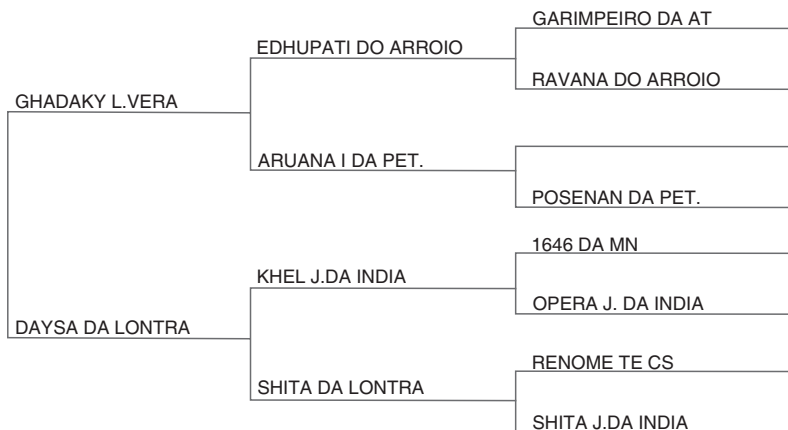 GARIMPEIRO DA AT
EDHUPATI DO ARROIO
RAVANA DO ARROIO
GHADAKY L.VERA
ARUANA I DA PET.
POSENAN DA PET.
1646 DA MN
KHEL J.DA INDIA
OPERA J. DA INDIA
DAYSA DA LONTRA
RENOME TE CS
SHITA DA LONTRA
SHITA J.DA INDIA